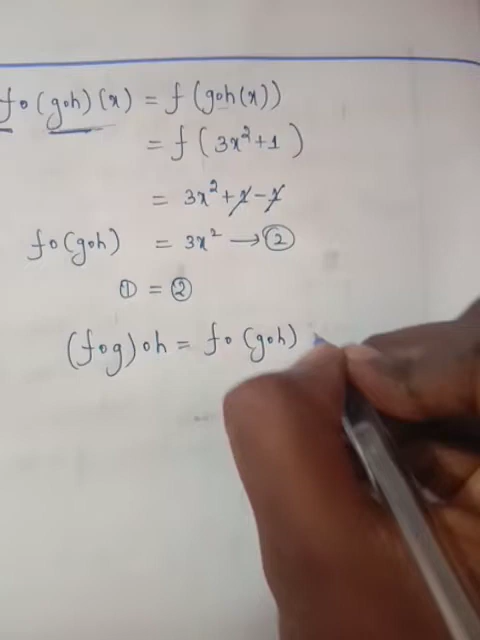 fo(goh)(x) = f(goh(x))
= f(3x²+1)
= 3x²+1-1
fo(goh) = 3x² → ②
① = ②
(fog)oh = fo(goh)